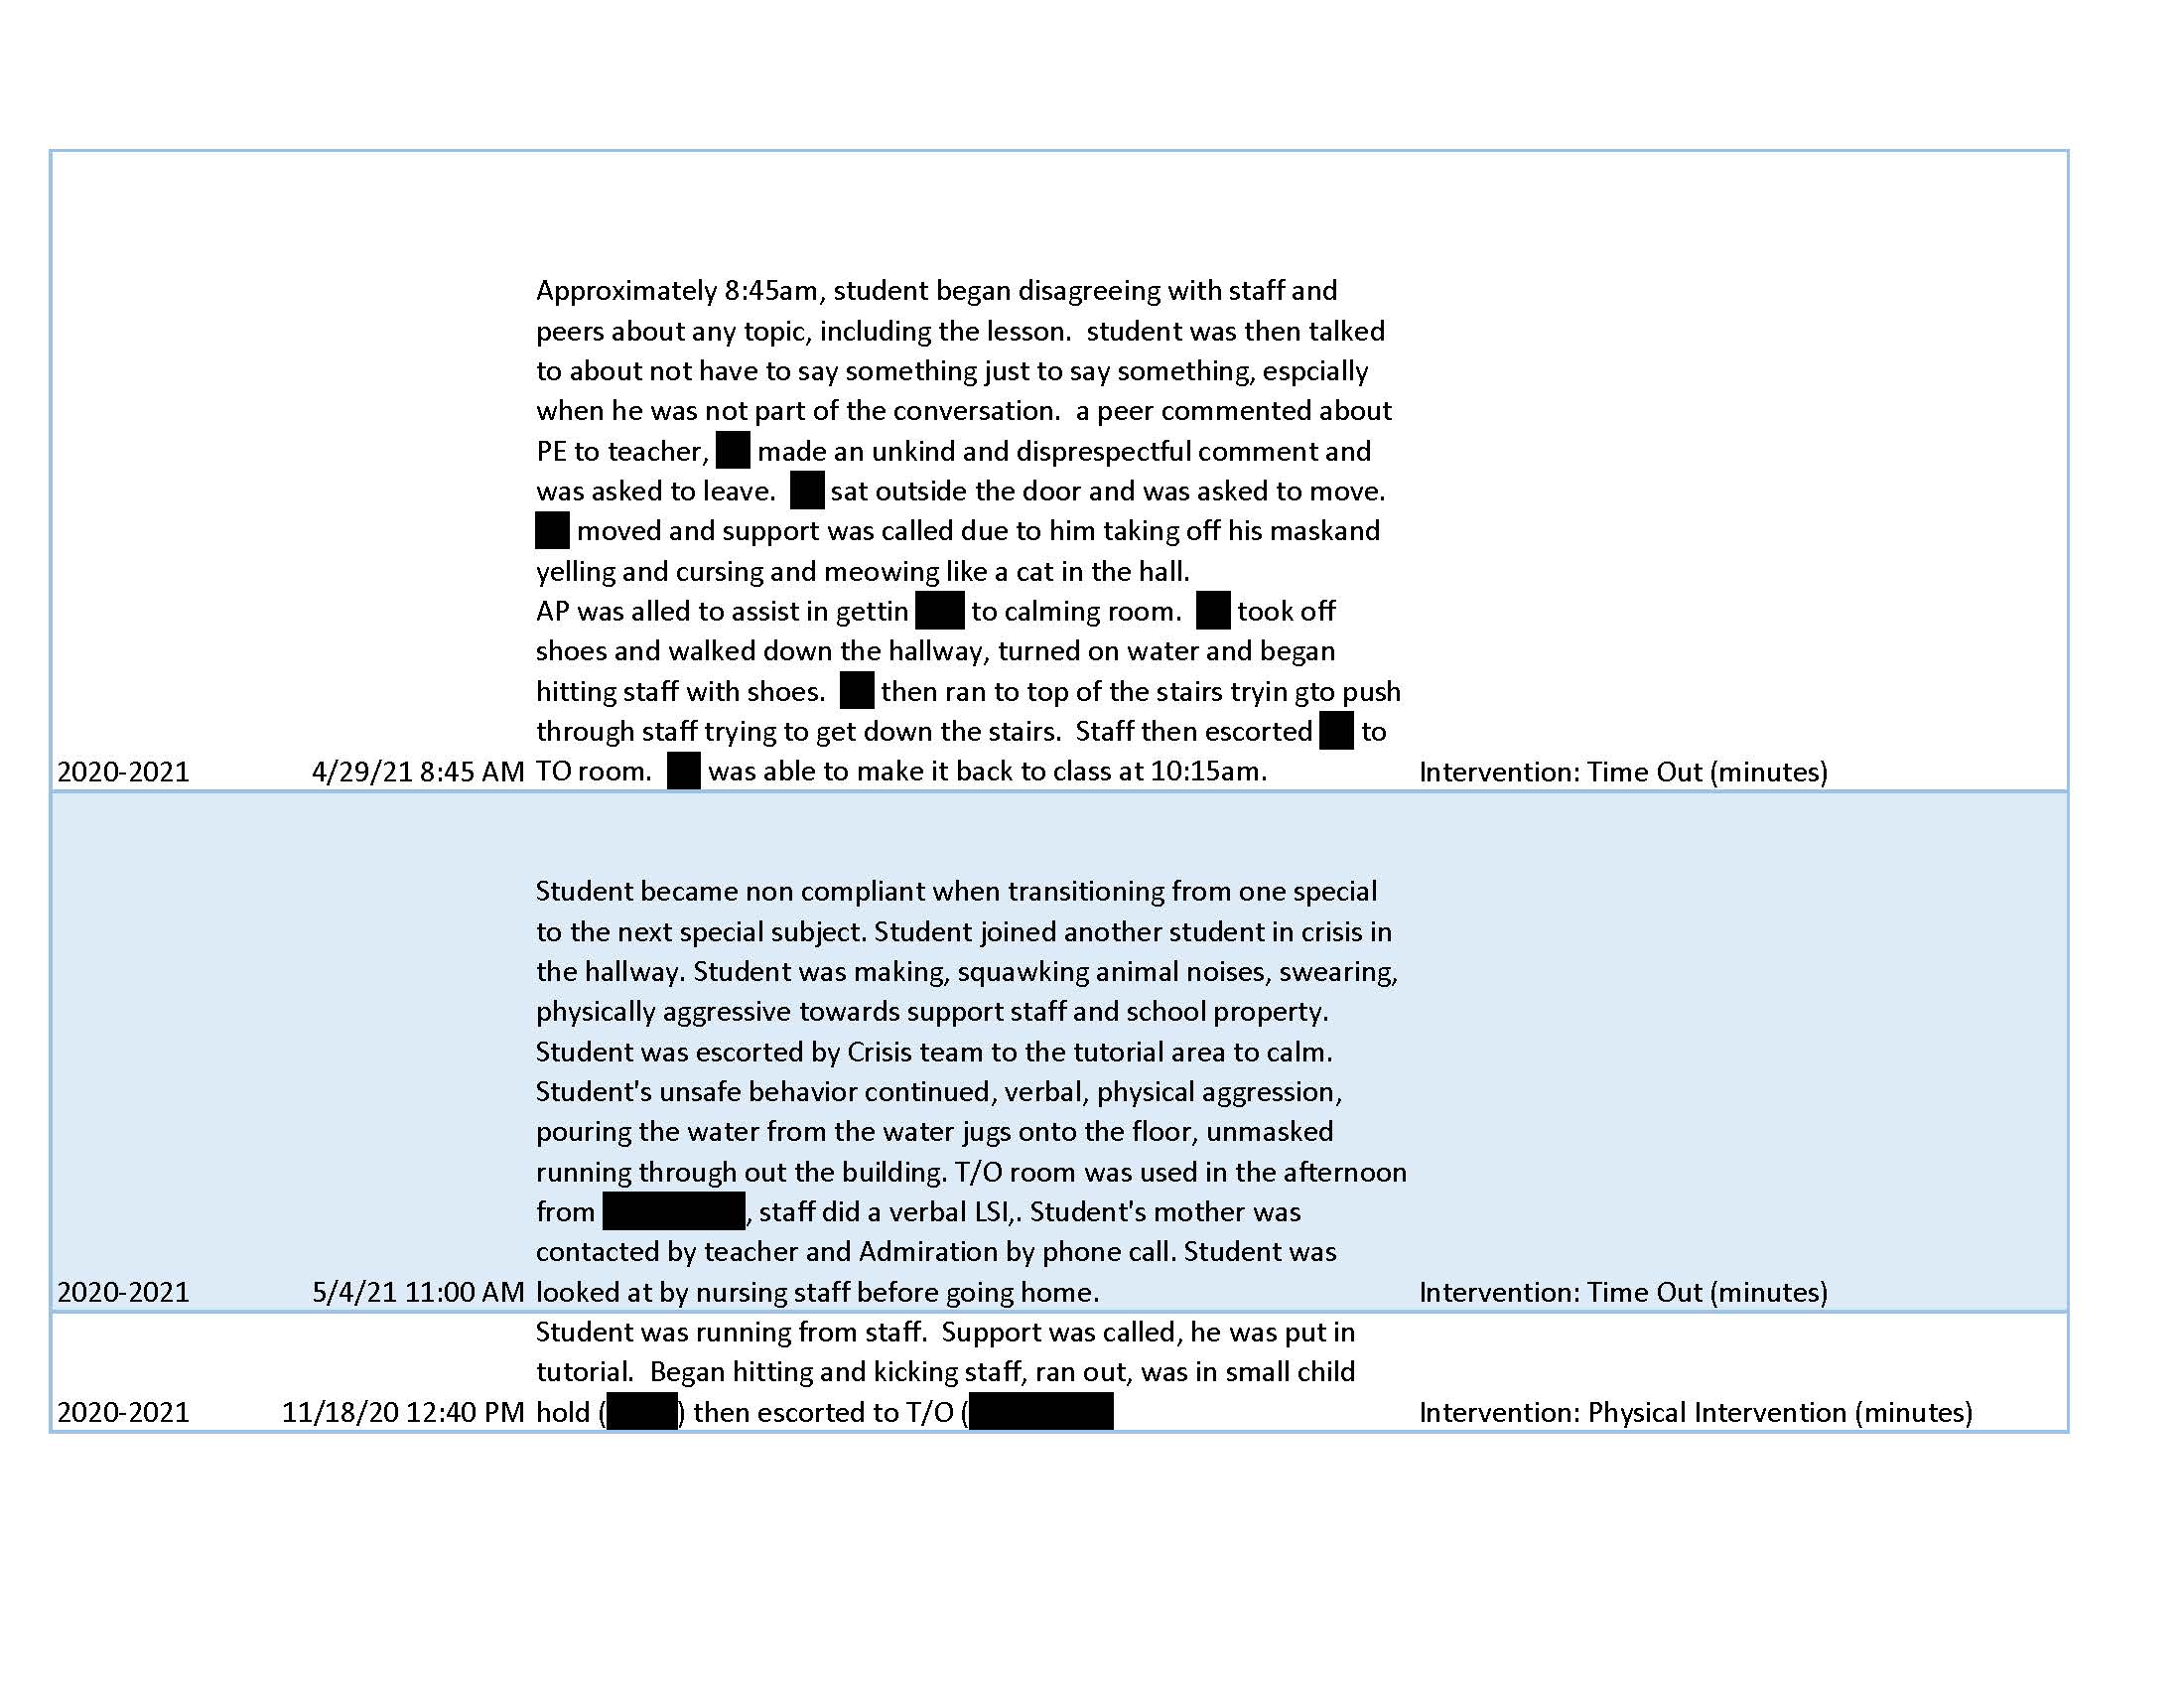 Approximately 8:45am, student began disagreeing with staff and
peers about any topic, including the lesson.  student was then talked
to about not have to say something just to say something, espcially
when he was not part of the conversation.  a peer commented about
PE to teacher, made an unkind and disprespectful comment and
was asked to leave.  sat outside the door and was asked to move.
moved and support was called due to him taking off his maskand
yelling and cursing and meowing like a cat in the hall.
AP was alled to assist in gettin to calming room.  took off
shoes and walked down the hallway, turned on water and began
hitting staff with shoes.  then ran to top of the stairs tryin gto push
through staff trying to get down the stairs.  Staff then escorted to
2020-2021 4/29/21 8:45 AM TO room.  was able to make it back to class at 10:15am. Intervention: Time Out (minutes)
Student became non compliant when transitioning from one special
to the next special subject. Student joined another student in crisis in
the hallway. Student was making, squawking animal noises, swearing,
physically aggressive towards support staff and school property.
Student was escorted by Crisis team to the tutorial area to calm.
Student's unsafe behavior continued, verbal, physical aggression,
pouring the water from the water jugs onto the floor, unmasked
running through out the building. T/O room was used in the afternoon
from , staff did a verbal LSI,. Student's mother was
contacted by teacher and Admiration by phone call. Student was
2020-2021 5/4/21 11:00 AM looked at by nursing staff before going home. Intervention: Time Out (minutes)
Student was running from staff.  Support was called, he was put in
tutorial.  Began hitting and kicking staff, ran out, was in small child
2020-2021 11/18/20 12:40 PM hold ( ) then escorted to T/O ( Intervention: Physical Intervention (minutes)